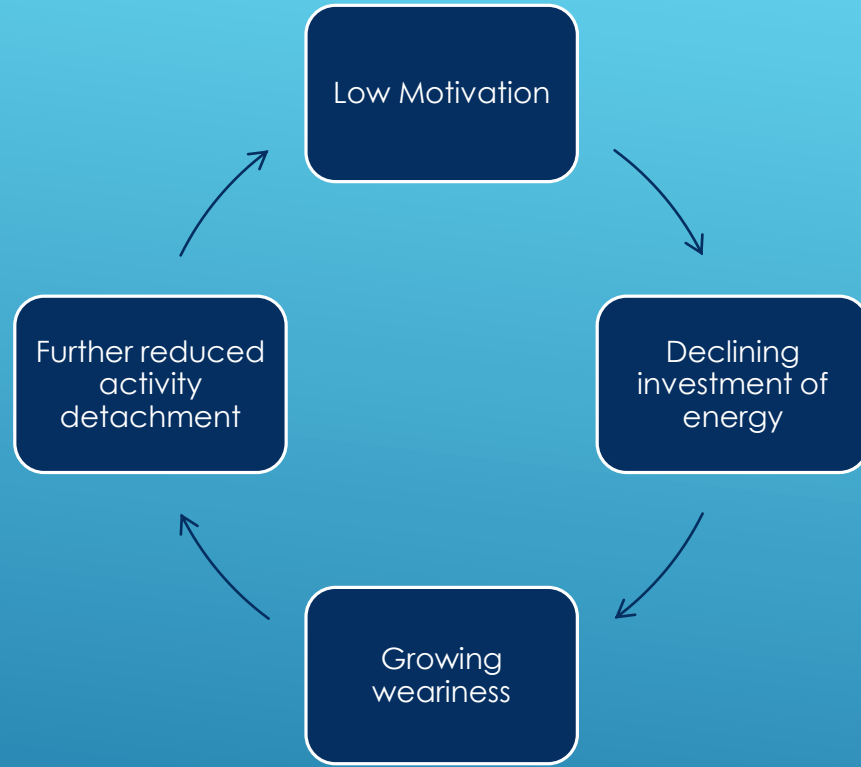 Low Motivation
Declining
investment of
energy
Growing
weariness
Further reduced
activity
detachment